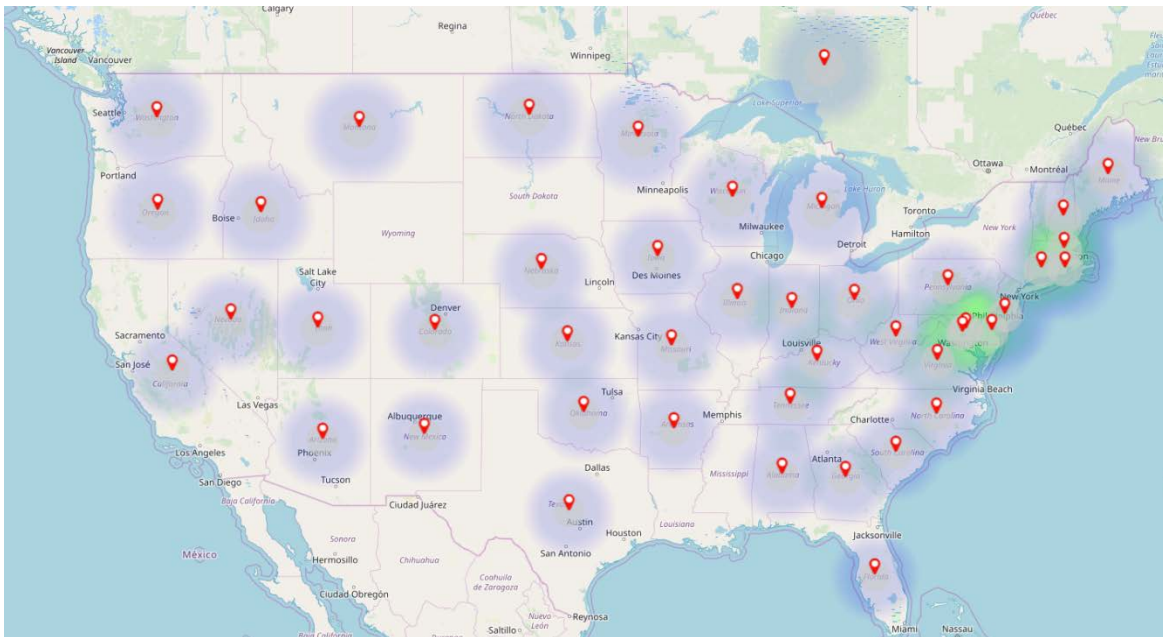 Calgary
Québec
Vancouver
Island
Vancouver
Regina
Winnipeg
Seattle
Washington
Montana
North Dakota
Minnesota
Lake Superior
Québec
New Bru
Ottawa
Montréal
Maine
Portland
Oregon
Boise
Idaho
South Dakota
Minneapolis
Wisconsin
Michigan
Lake Huron
Toronto
Hamilton
New York
Wyoming
Milwaukee
Detroit
Chicago
Salt Lake
City
Nebraska
Iowa
Des Moines
Lincoln
Pennsylvania
New York
Nevada
Denver
Colorado
Illinois
Indiana
Ohio
Philadelphia
Sacramento
San José
California
Kansas
Kansas City
Missouri
Louisville
Kentucky
West Virginia
Virginia
Virginia Beach
Las Vegas
Tulsa
Oklahoma
Albuquerque
New Mexico
Arkansas
Memphis
Tennessee
Charlotte
North Carolina
Los Angeles
Arizona
Phoenix
San Diego
Tucson
Dallas
Mississippi
Alabama
Atlanta
Georgia
South Carolina
Baja California
Ciudad Juárez
Texas
Austin
Houston
Louisiana
San Antonio
Jacksonville
México
Sonora
Hermosillo
Chihuahua
Florida
Ciudad Obregón
Coahuila
de Zaragoza
Nuevo
León
Reynosa
Saltillo
Miami
Nassau